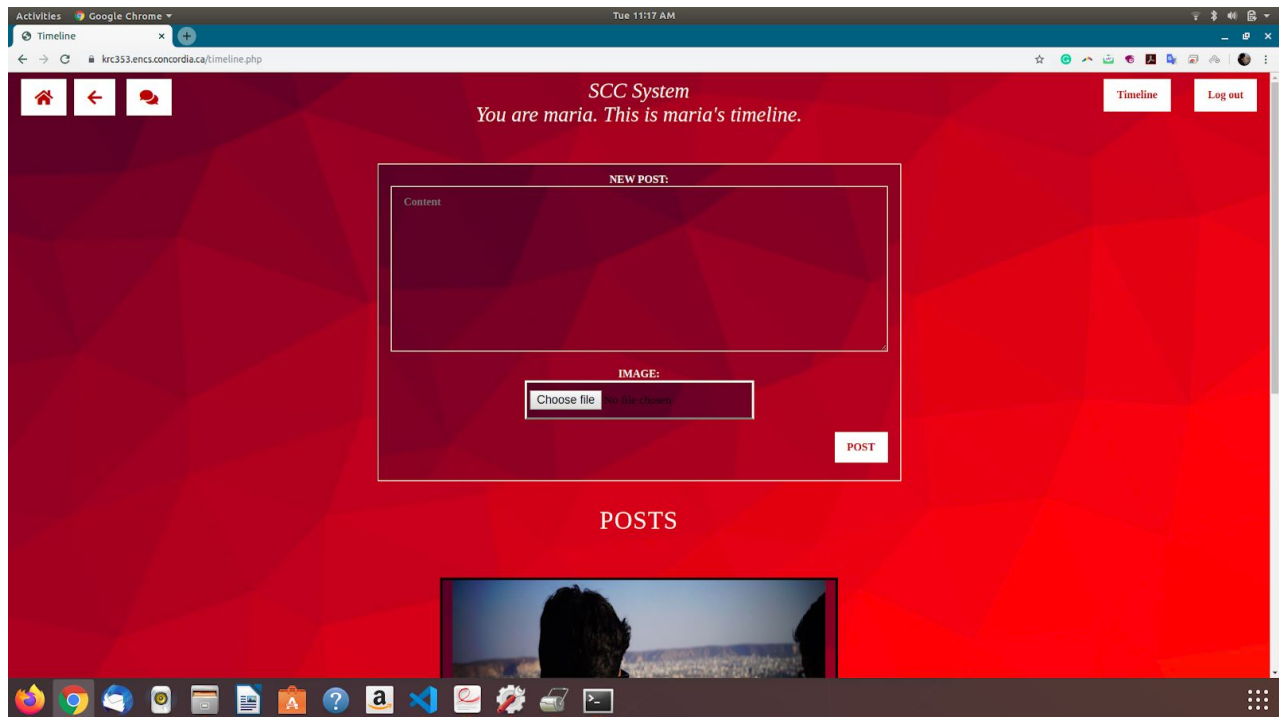 Activities
Google Chrome
Tue 11:17 AM
Timeline
krc353.encs.concordia.ca/timeline.php
SCC System
You are maria. This is maria's timeline.
Timeline
Log out
NEW POST:
Content
IMAGE:
Choose file No file chosen
POST
POSTS